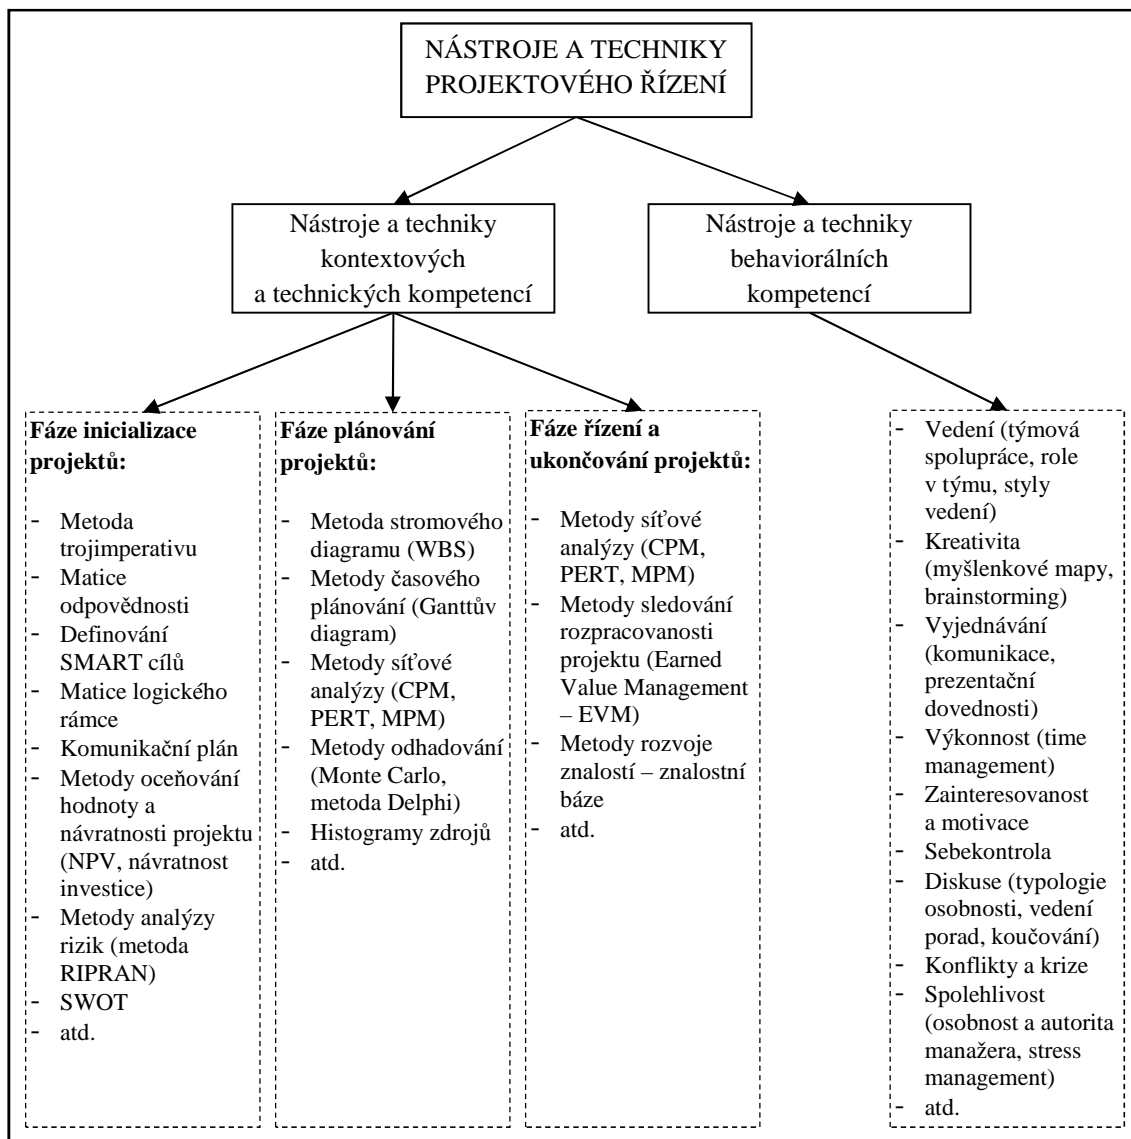 NÁSTROJE A TECHNIKY
PROJEKTOVÉHO ŘÍZENÍ
Nástroje a techniky
kontextových
a technických kompetencí
Nástroje a techniky
behaviorálních
kompetencí
Fáze inicializace
projektů:
- Metoda
trojimperativu
- Matice
odpovědnosti
- Definování
SMART cílů
- Matice logického
rámce
- Komunikační plán
- Metody oceňování
hodnoty a
návratnosti projektu
(NPV, návratnost
investice)
- Metody analýzy
rizik (metoda
RIPRAN)
- SWOT
- atd.
Fáze plánování
projektů:
- Metoda stromového
diagramu (WBS)
- Metody časového
plánování (Ganttův
diagram)
- Metody síťové
analýzy (CPM,
PERT, MPM)
- Metody odhadování
(Monte Carlo,
metoda Delphi)
- Histogramy zdrojů
- atd.
Fáze řízení a
ukončování projektů:
- Metody síťové
analýzy (CPM,
PERT, MPM)
- Metody sledování
rozpracovanosti
projektu (Earned
Value Management
– EVM)
- Metody rozvoje
znalostí – znalostní
báze
- atd.
- Vedení (týmová
spolupráce, role
v týmu, styly
vedení)
- Kreativita
(myšlenkové mapy,
brainstorming)
- Vyjednávání
(komunikace,
prezentační
dovednosti)
- Výkonnost (time
management)
- Zainteresovanost
a motivace
- Sebekontrola
- Diskuse (typologie
osobnosti, vedení
porad, koučování)
- Konflikty a krize
- Spolehlivost
(osobnost a autorita
manažera, stress
management)
- atd.